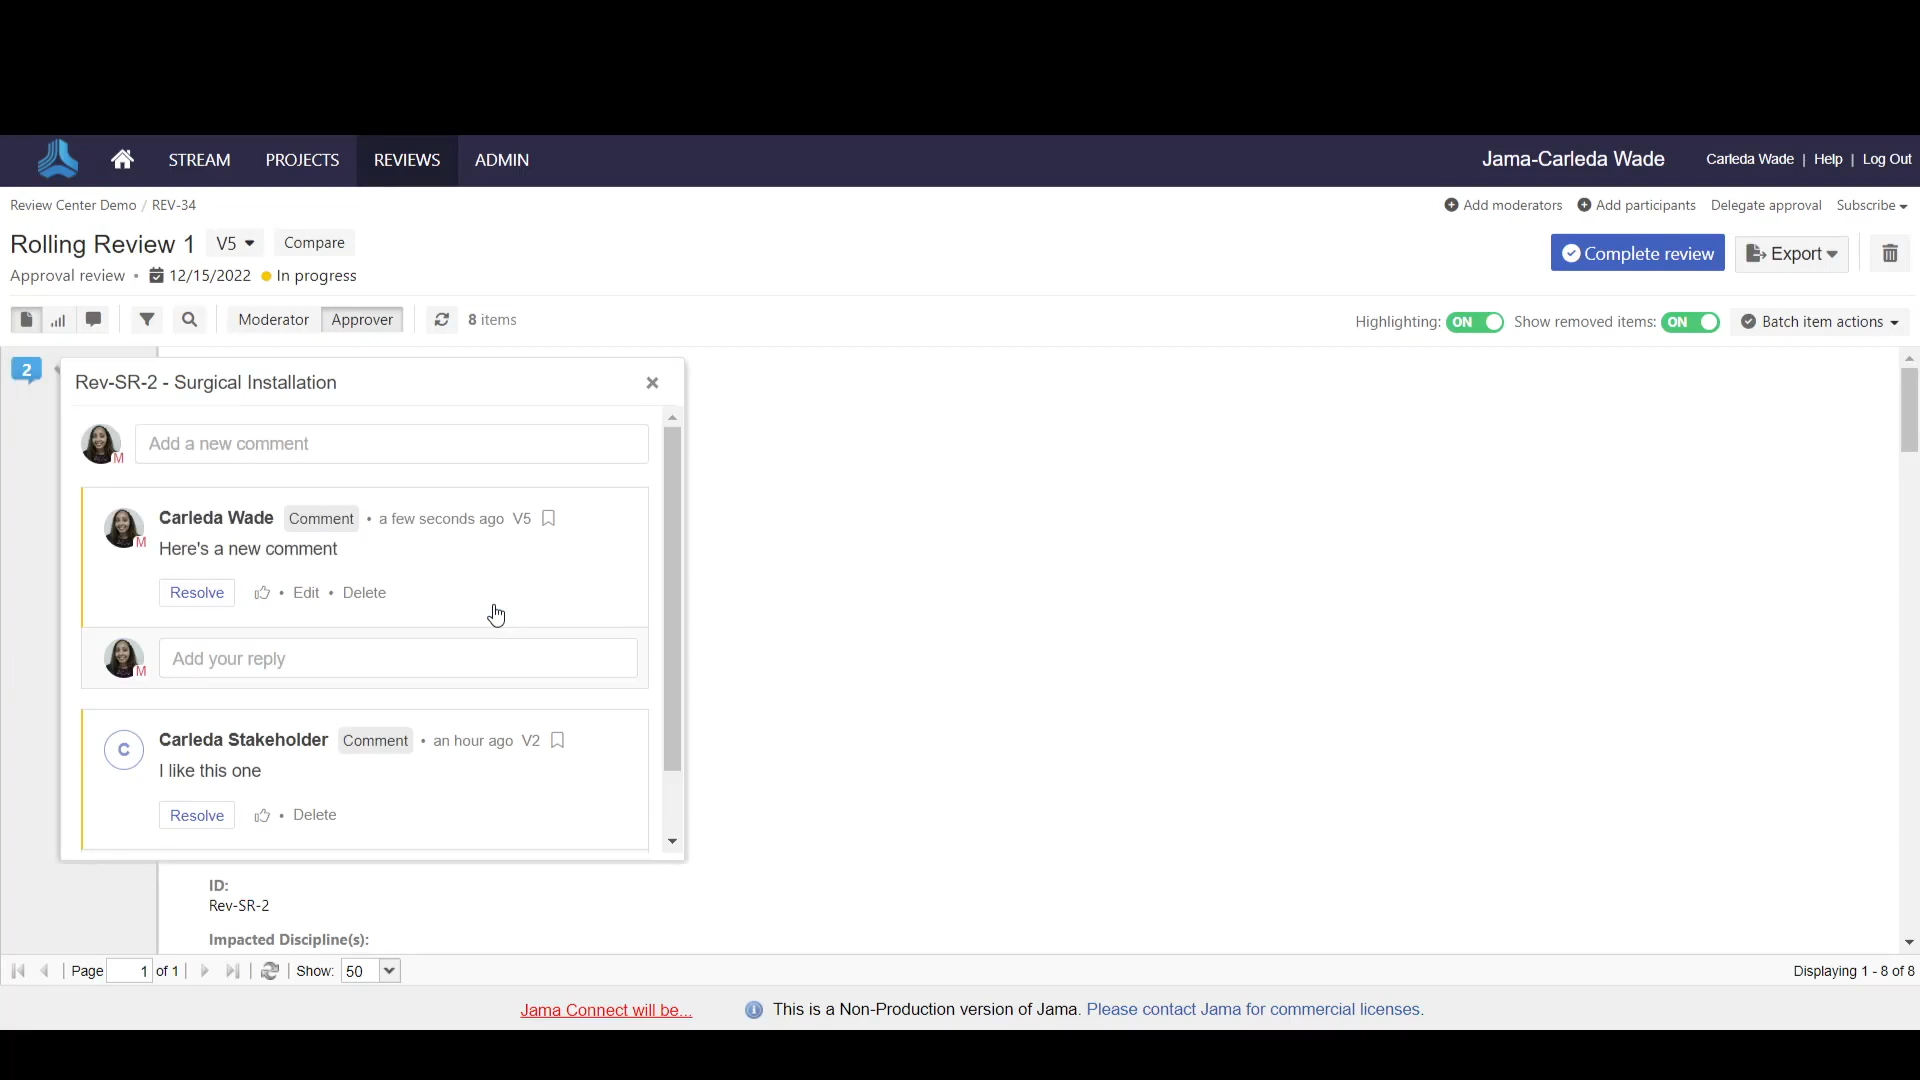 STREAM PROJECTS REVIEWS ADMIN Jama-Carleda Wade Carleda Wade | Help | Log Out
Review Center Demo / REV-34 Add moderators Add participants Delegate approval Subscribe
Rolling Review 1 V5 Compare Complete review Export
Approval review • 12/15/2022 In progress
Moderator Approver 8 items Highlighting: ON Show removed items: ON Batch item actions
2
Rev-SR-2 - Surgical Installation
Add a new comment
M
Carleda Wade Comment • a few seconds ago V5
M
Here's a new comment
Resolve • Edit • Delete
Add your reply
M
Carleda Stakeholder Comment • an hour ago V2
C
I like this one
Resolve • Delete
ID:
Rev-SR-2
Impacted Discipline(s):
Page 1 of 1 Show: 50 Displaying 1 - 8 of 8
Jama Connect will be... This is a Non-Production version of Jama. Please contact Jama for commercial licenses.